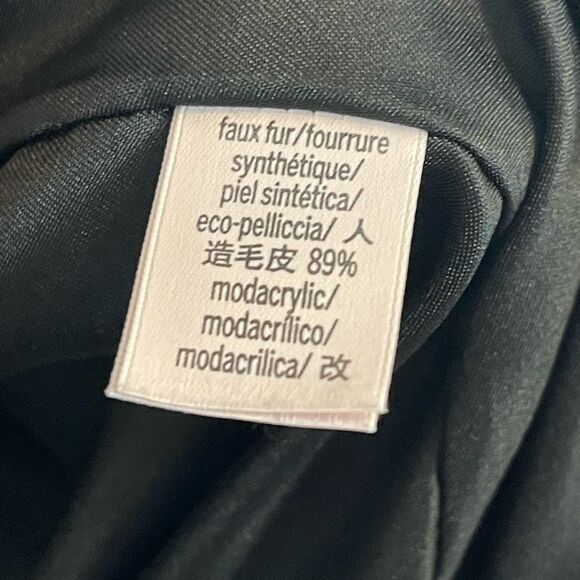 faux fur/fourrure
synthétique/
piel sintética/
eco-pelliccia/ 人
造毛皮 89%
modacrylic/
modacrílico/
modacrilica/ 改